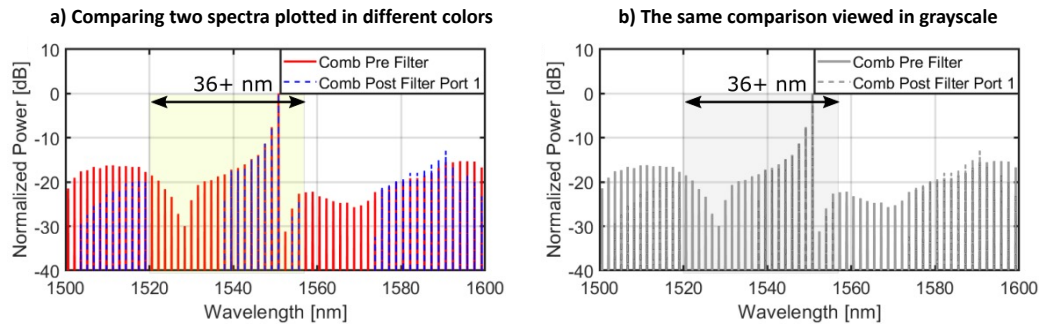 a) Comparing two spectra plotted in different colors
b) The same comparison viewed in grayscale
Normalized Power [dB]
10
0
-10
-20
-30
-40
Comb Pre Filter
Comb Post Filter Port 1
36+ nm
1500
1520
1540
1560
1580
1600
Wavelength [nm]
Normalized Power [dB]
10
0
-10
-20
-30
-40
Comb Pre Filter
Comb Post Filter Port 1
36+ nm
1500
1520
1540
1560
1580
1600
Wavelength [nm]